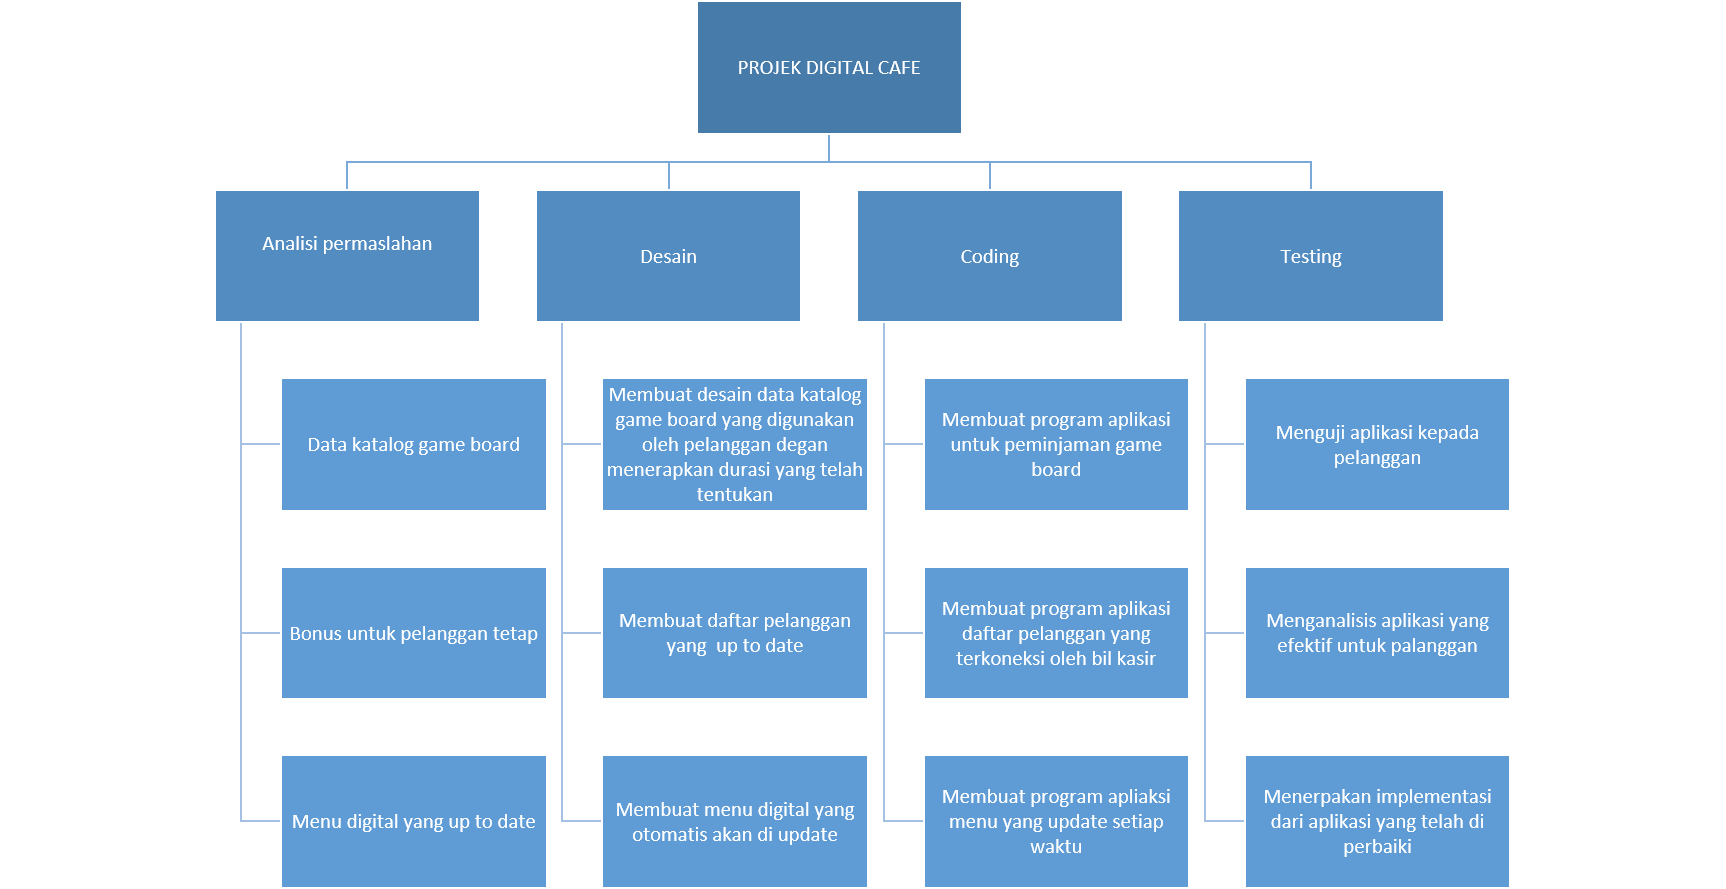 PROJEK DIGITAL CAFE
Analisi permaslahan
Desain
Coding
Testing
Data katalog game board
Membuat desain data katalog
game board yang digunakan
oleh pelanggan degan
menerapkan durasi yang telah
tentukan
Membuat program aplikasi
untuk peminjaman game
board
Menguji aplikasi kepada
pelanggan
Bonus untuk pelanggan tetap
Membuat daftar pelanggan
yang  up to date
Membuat program aplikasi
daftar pelanggan yang
terkoneksi oleh bil kasir
Menganalisis aplikasi yang
efektif untuk palanggan
Menu digital yang up to date
Membuat menu digital yang
otomatis akan di update
Membuat program apliaksi
menu yang update setiap
waktu
Menerpakan implementasi
dari aplikasi yang telah di
perbaiki